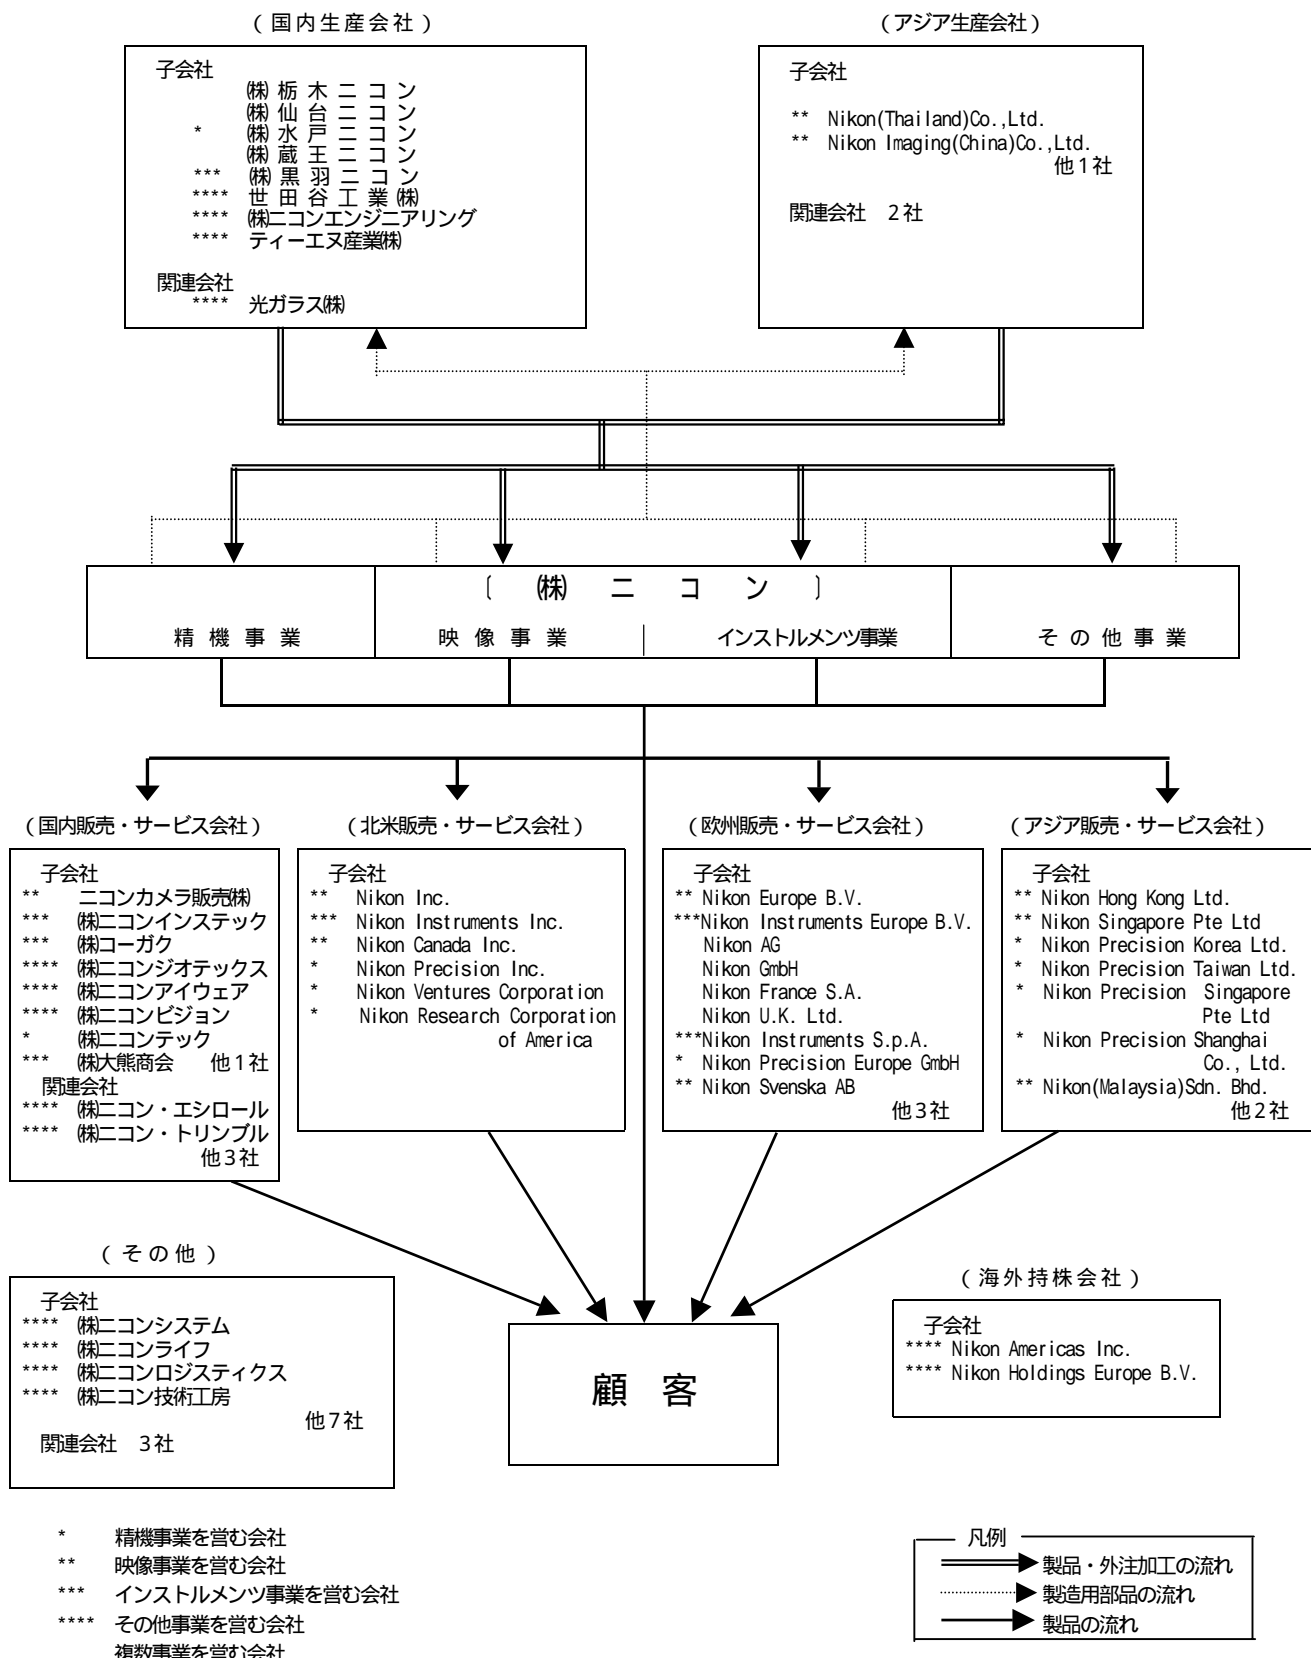 (国内生産会社)
子会社
㈱栃木ニコン
㈱仙台ニコン
* ㈱水戸ニコン
㈱蔵王ニコン
*** ㈱黒羽ニコン
**** 世田谷工業㈱
**** ㈱ニコンエンジニアリング
**** ティーエヌ産業㈱
関連会社
**** 光ガラス㈱
(アジア生産会社)
子会社
** Nikon(Thailand)Co.,Ltd.
** Nikon Imaging(China)Co.,Ltd.
他1社
関連会社 2社
〔 ㈱ニコン 〕
精機事業
映像事業
インストルメンツ事業
その他事業
(国内販売・サービス会社)
子会社
** ニコンカメラ販売㈱
*** ㈱ニコンインステック
*** ㈱コーガク
**** ㈱ニコンジオテックス
**** ㈱ニコンアイウェア
**** ㈱ニコンビジョン
* ㈱ニコンテック
*** ㈱大熊商会 他1社
関連会社
**** ㈱ニコン・エシロール
**** ㈱ニコン・トリンブル
他3社
(北米販売・サービス会社)
子会社
** Nikon Inc.
*** Nikon Instruments Inc.
** Nikon Canada Inc.
* Nikon Precision Inc.
* Nikon Ventures Corporation
* Nikon Research Corporation
of America
(欧州販売・サービス会社)
子会社
** Nikon Europe B.V.
***Nikon Instruments Europe B.V.
Nikon AG
Nikon GmbH
Nikon France S.A.
Nikon U.K. Ltd.
***Nikon Instruments S.p.A.
* Nikon Precision Europe GmbH
** Nikon Svenska AB
他3社
(アジア販売・サービス会社)
子会社
** Nikon Hong Kong Ltd.
** Nikon Singapore Pte Ltd
* Nikon Precision Korea Ltd.
* Nikon Precision Taiwan Ltd.
* Nikon Precision Singapore
Pte Ltd
* Nikon Precision Shanghai
Co., Ltd.
** Nikon(Malaysia)Sdn. Bhd.
他2社
(その他)
子会社
**** ㈱ニコンシステム
**** ㈱ニコンライフ
**** ㈱ニコンロジスティクス
**** ㈱ニコン技術工房
他7社
関連会社 3社
顧客
(海外持株会社)
子会社
**** Nikon Americas Inc.
**** Nikon Holdings Europe B.V.
* 精機事業を営む会社
** 映像事業を営む会社
*** インストルメンツ事業を営む会社
**** その他事業を営む会社
複数事業を営む会社
凡例
製品・外注加工の流れ
製造用部品の流れ
製品の流れ